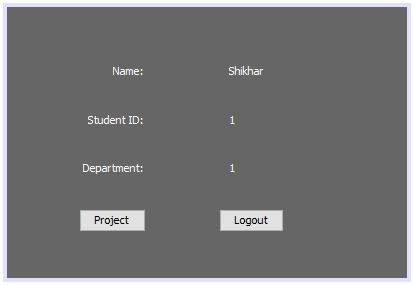 Name: Shikhar
Student ID: 1
Department: 1
Project Logout